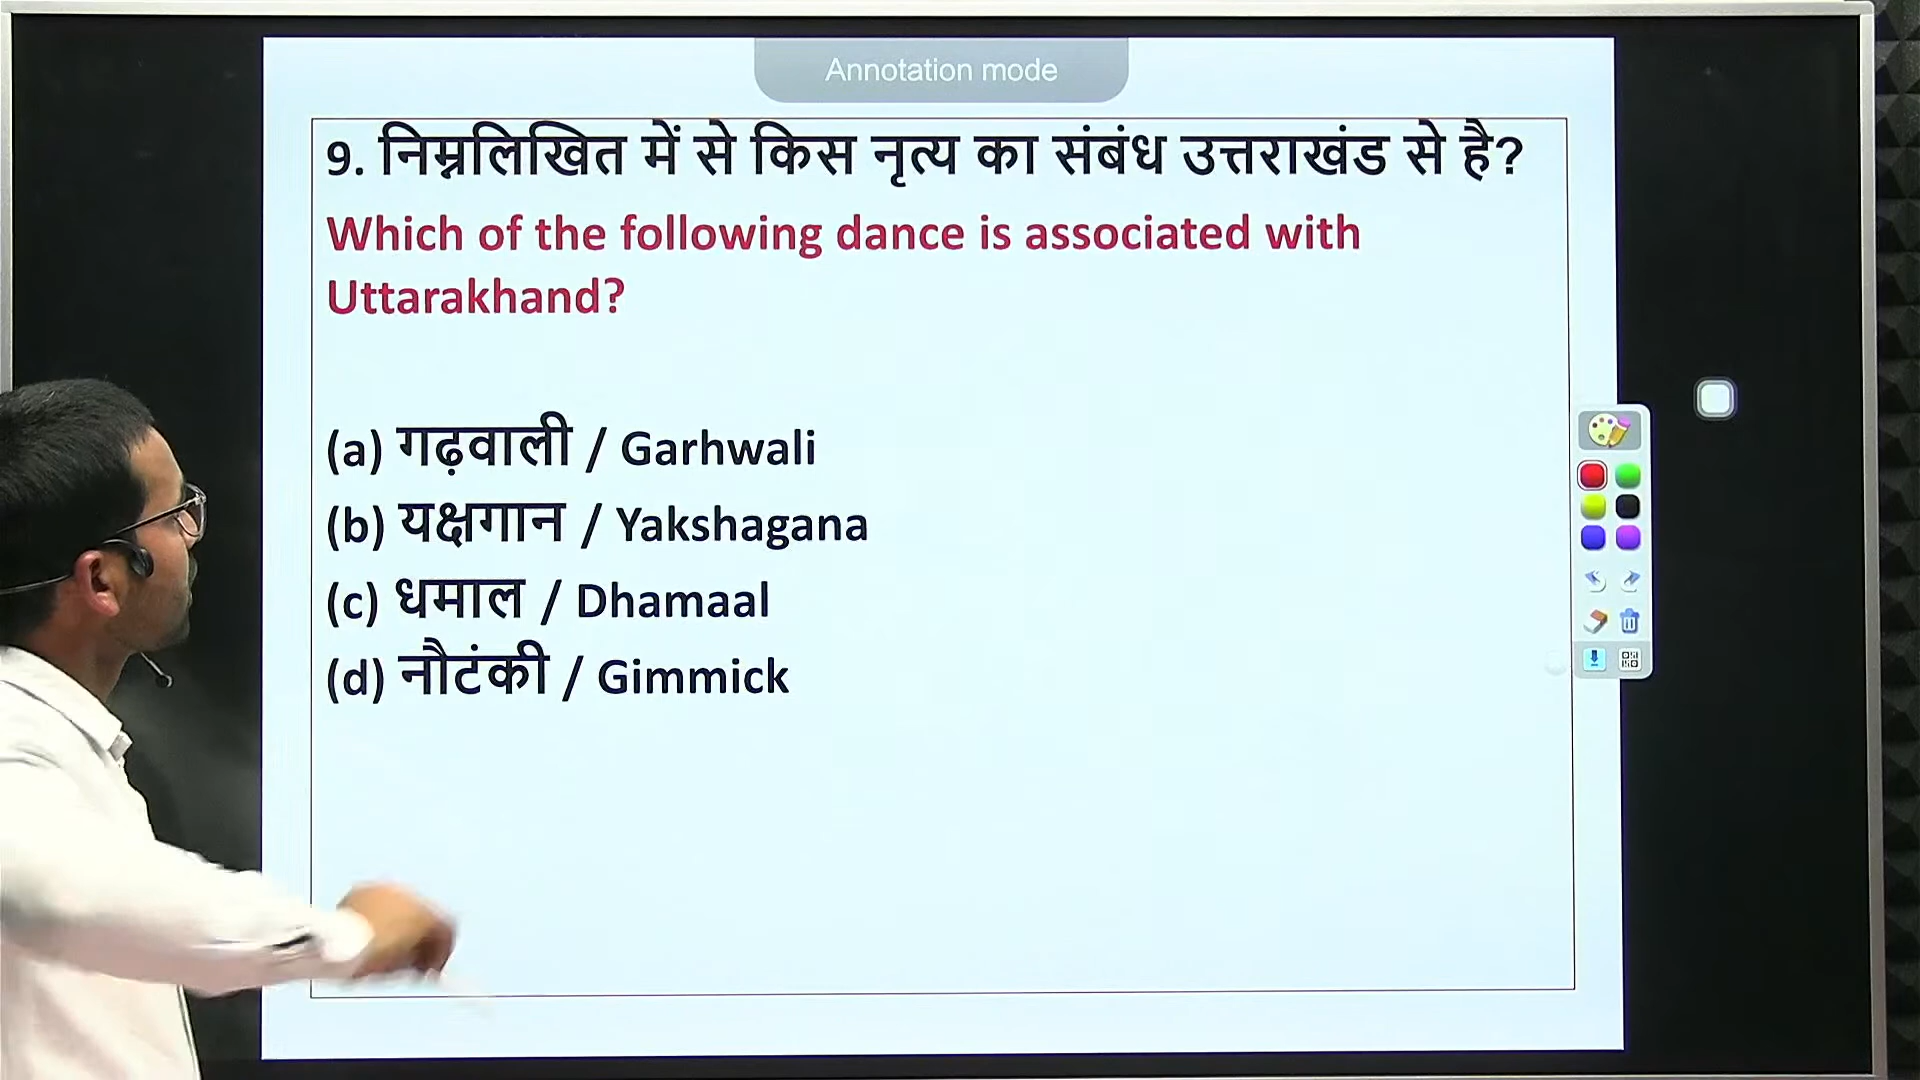 Annotation mode
9. निम्नलिखित में से किस नृत्य का संबंध उत्तराखंड से है?
Which of the following dance is associated with
Uttarakhand?
(a) गढ़वाली / Garhwali
(b) यक्षगान / Yakshagana
(c) धमाल / Dhamaal
(d) नौटंकी / Gimmick